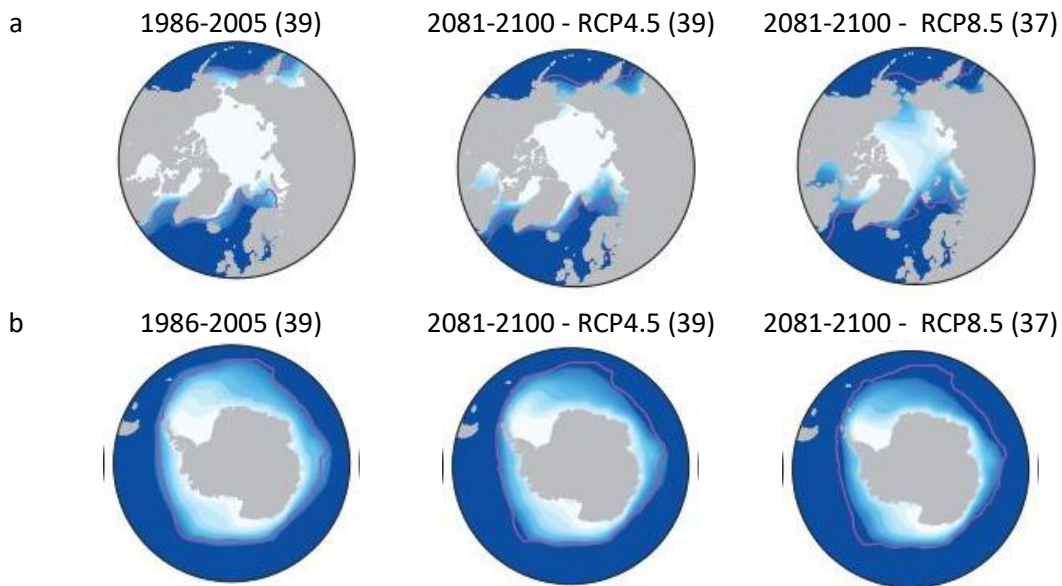 a 1986-2005 (39) 2081-2100 - RCP4.5 (39) 2081-2100 - RCP8.5 (37)
b 1986-2005 (39) 2081-2100 - RCP4.5 (39) 2081-2100 - RCP8.5 (37)